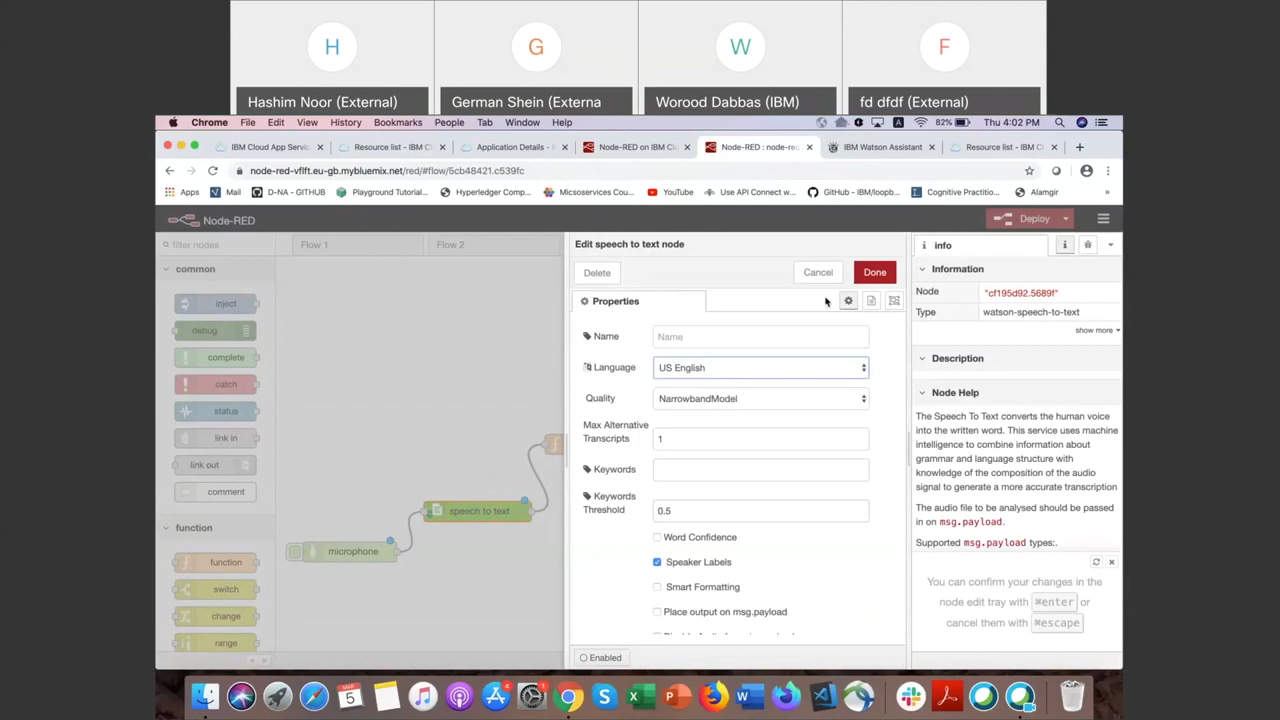 H
G
W
F
Hashim Noor (External)
German Shein (Externa
Worood Dabbas (IBM)
fd dfdf (External)
Chrome File Edit View History Bookmarks People Tab Window Help
A 82% Thu 4:02 PM
IBM Cloud App Servic
Resource list - IBM C
Application Details - I
Node-RED on IBM Cl
Node-RED : node-red
IBM Watson Assistant
Resource list - IBM C
node-red-vflft.eu-gb.mybluemix.net/red/#flow/5cb48421.c539fc
Apps
Mail
D-NA - GITHUB
Playground Tutorial...
Hyperledger Comp...
Microservices Cou...
YouTube
Use API Connect w...
GitHub - IBM/loopb...
Cognitive Practitio...
Alamgir
Node-RED
Deploy
filter nodes
Flow 1
Flow 2
Edit speech to text node
info
common
Delete
Cancel
Done
Information
Node "cf195d92.5689f"
Type watson-speech-to-text
show more
inject
debug
complete
catch
status
link in
link out
comment
function
function
switch
change
range
microphone
speech to text
Properties
Name Name
Language US English
Quality NarrowbandModel
Max Alternative
Transcripts 1
Keywords
Keywords
Threshold 0.5
Word Confidence
Speaker Labels
Smart Formatting
Place output on msg.payload
Enabled
Description
Node Help
The Speech To Text converts the human voice
into the written word. This service uses machine
intelligence to combine information about
grammar and language structure with
knowledge of the composition of the audio
signal to generate a more accurate transcription
The audio file to be analysed should be passed
in on msg.payload.
Supported msg.payload types:.
You can confirm your changes in the
node edit tray with ⌘enter or
cancel them with ⌘escape